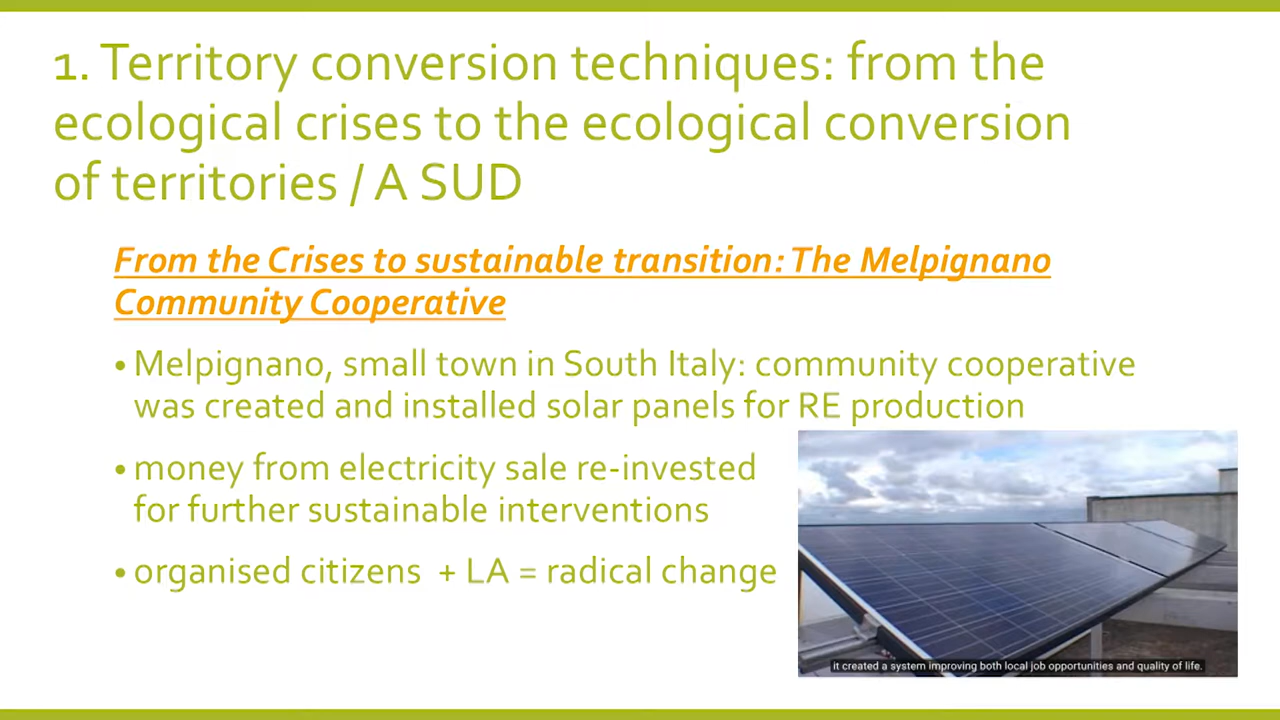 1. Territory conversion techniques: from the
ecological crises to the ecological conversion
of territories / A SUD
From the Crises to sustainable transition: The Melpignano
Community Cooperative
• Melpignano, small town in South Italy: community cooperative
was created and installed solar panels for RE production
• money from electricity sale re-invested
for further sustainable interventions
• organised citizens + LA = radical change
it created a system improving both local job opportunities and quality of life.